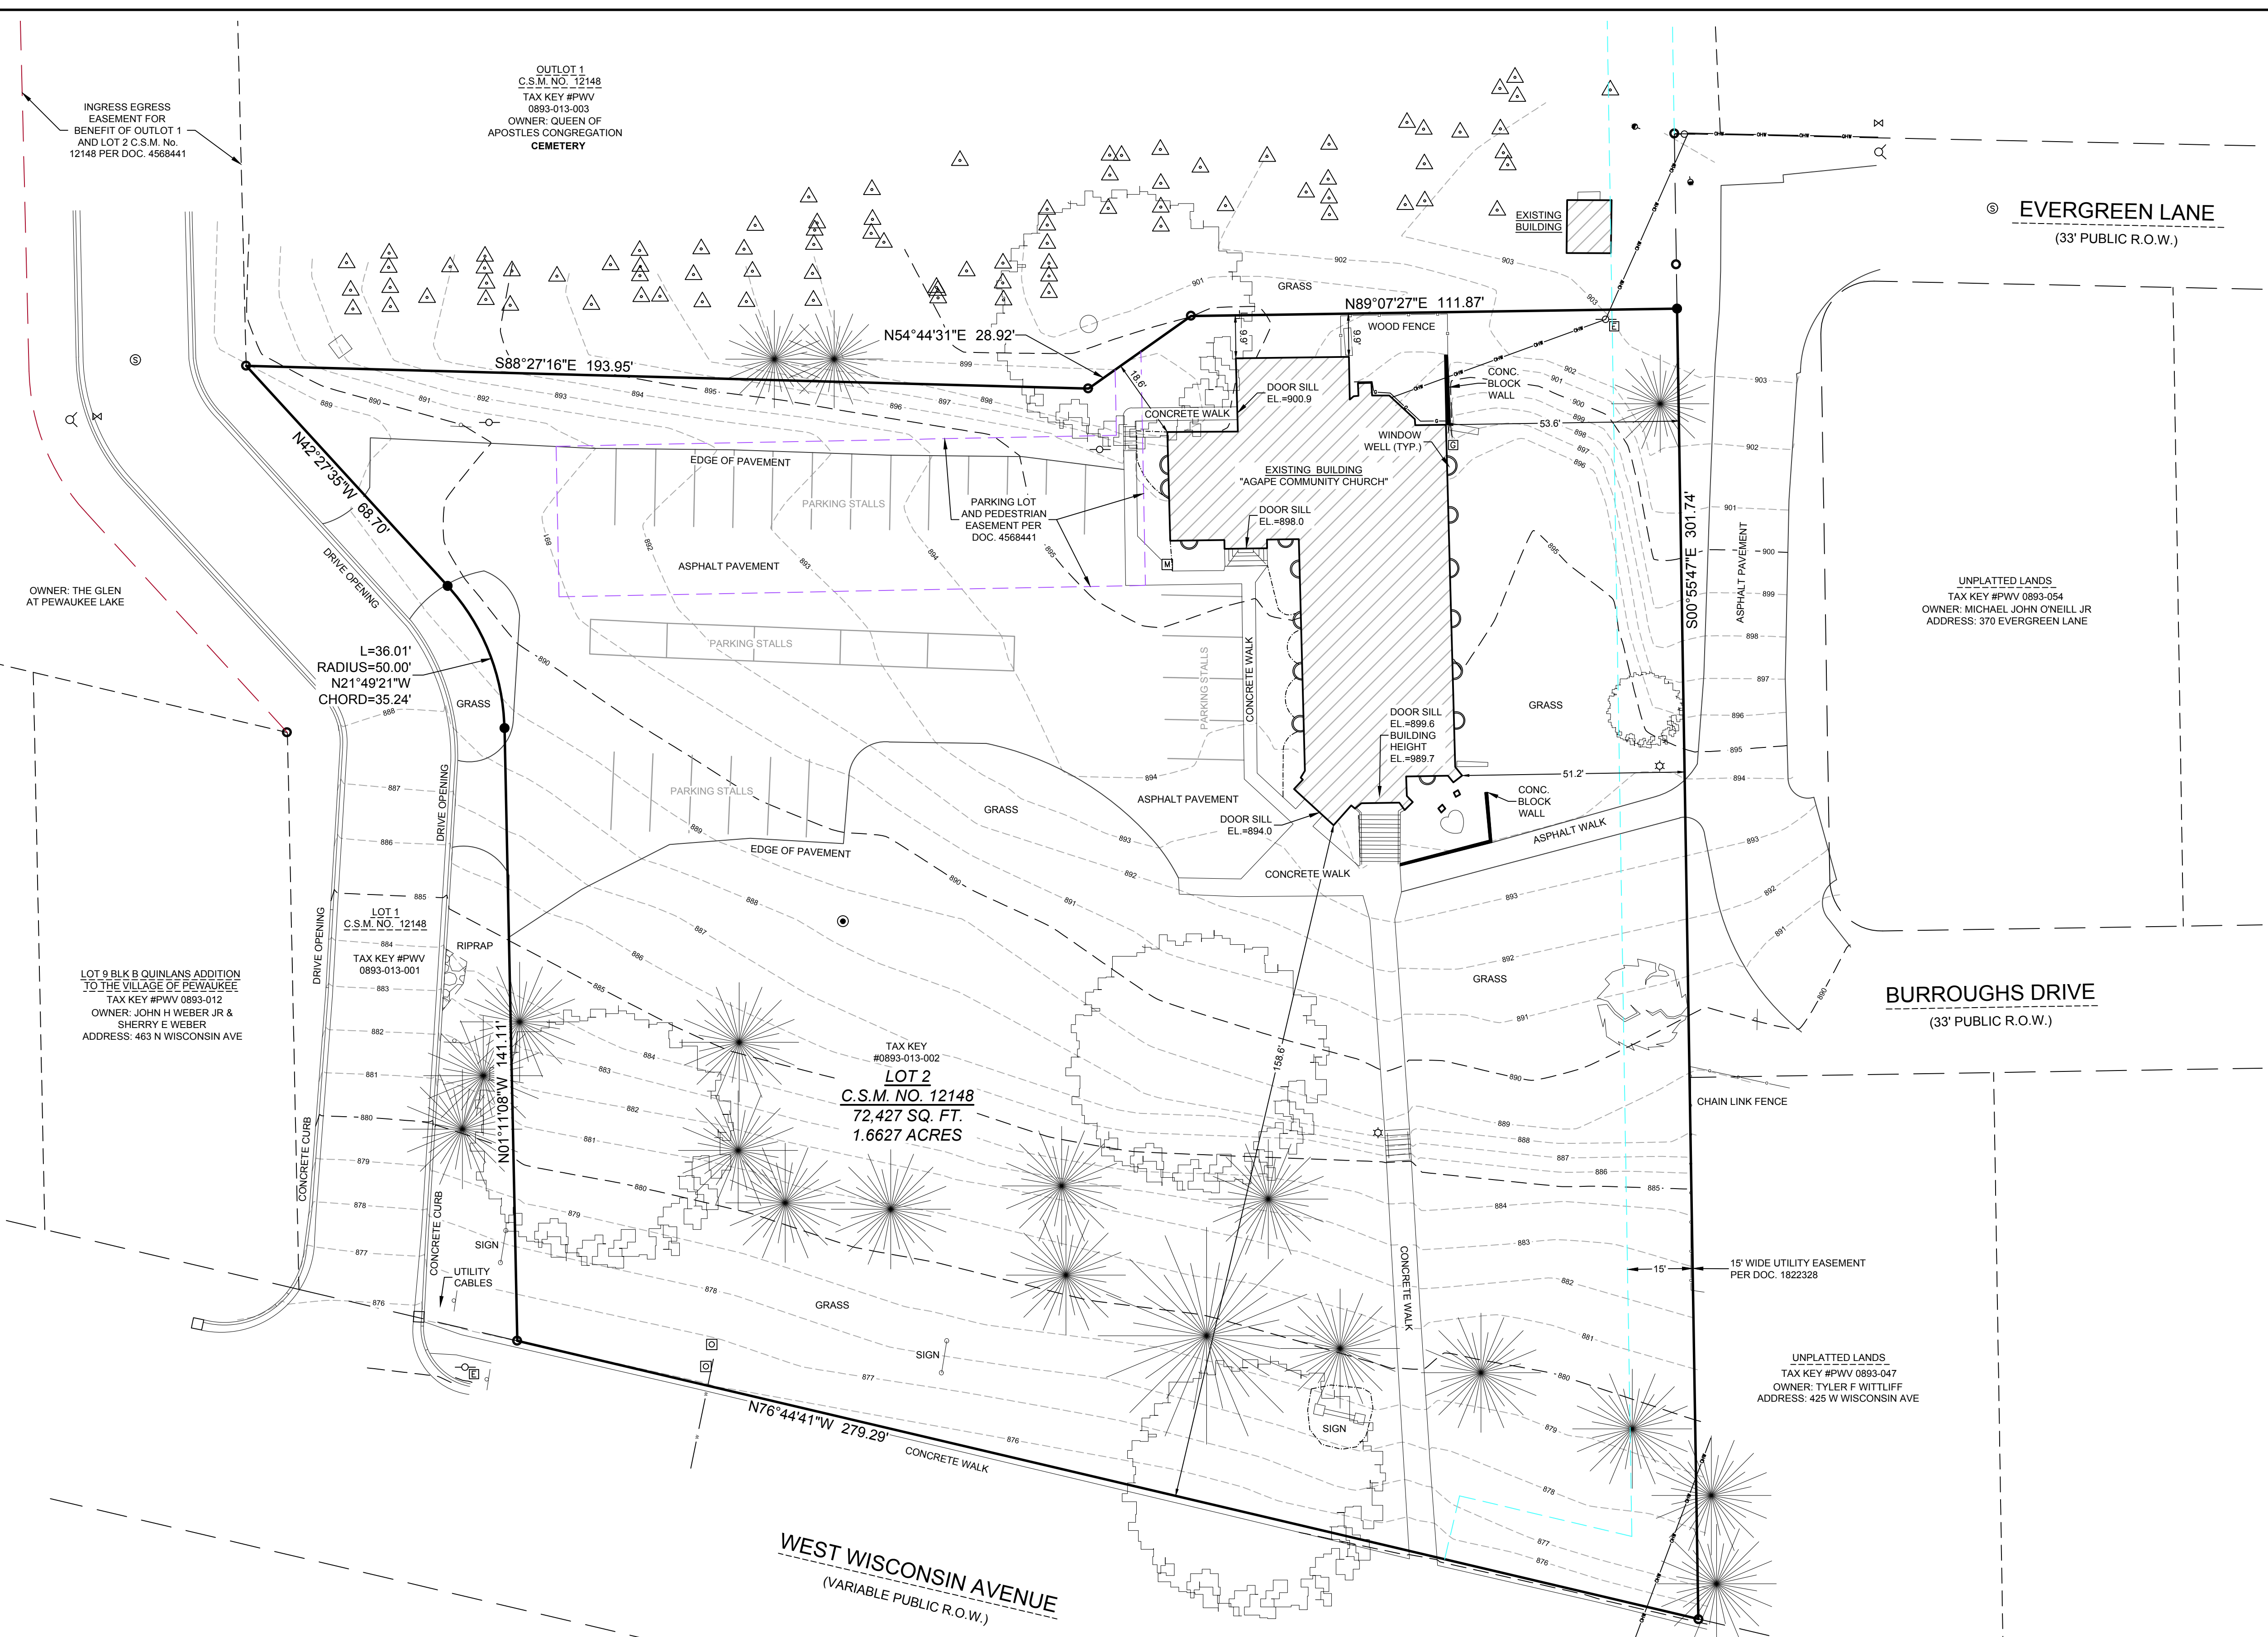 OUTLOT 1
C.S.M. NO. 12148
TAX KEY #PWV
0893-013-003
OWNER: QUEEN OF
APOSTLES CONGREGATION
CEMETERY
INGRESS EGRESS
EASEMENT FOR
BENEFIT OF OUTLOT 1
AND LOT 2 C.S.M. No.
12148 PER DOC. 4568441
EXISTING
BUILDING
EVERGREEN LANE
(33' PUBLIC R.O.W.)
GRASS
N89°07'27"E 111.87'
WOOD FENCE
N54°44'31"E 28.92'
S88°27'16"E 193.95'
9.6'
9.6'
18.6'
CONCRETE WALK
DOOR SILL
EL.=900.9
CONC.
BLOCK
WALL
53.6'
WINDOW
WELL (TYP.)
EXISTING BUILDING
"AGAPE COMMUNITY CHURCH"
DOOR SILL
EL.=898.0
N42°27'35"W 68.70'
EDGE OF PAVEMENT
PARKING STALLS
PARKING LOT
AND PEDESTRIAN
EASEMENT PER
DOC. 4568441
ASPHALT PAVEMENT
DRIVE OPENING
OWNER: THE GLEN
AT PEWAUKEE LAKE
S00°55'47"E 301.74'
ASPHALT PAVEMENT
UNPLATTED LANDS
TAX KEY #PWV 0893-054
OWNER: MICHAEL JOHN O'NEILL JR
ADDRESS: 370 EVERGREEN LANE
L=36.01'
RADIUS=50.00'
N21°49'21"W
CHORD=35.24'
GRASS
PARKING STALLS
PARKING STALLS
CONCRETE WALK
GRASS
DOOR SILL
EL.=899.6
BUILDING
HEIGHT
EL.=989.7
51.2'
CONC.
BLOCK
WALL
DRIVE OPENING
PARKING STALLS
GRASS
ASPHALT PAVEMENT
DOOR SILL
EL.=894.0
ASPHALT WALK
EDGE OF PAVEMENT
CONCRETE WALK
LOT 1
C.S.M. NO. 12148
TAX KEY #PWV
0893-013-001
RIPRAP
DRIVE OPENING
LOT 9 BLK B QUINLANS ADDITION
TO THE VILLAGE OF PEWAUKEE
TAX KEY #PWV 0893-012
OWNER: JOHN H WEBER JR &
SHERRY E WEBER
ADDRESS: 463 N WISCONSIN AVE
GRASS
BURROUGHS DRIVE
(33' PUBLIC R.O.W.)
N01°11'08"W 141.11'
TAX KEY
#0893-013-002
LOT 2
C.S.M. NO. 12148
72,427 SQ. FT.
1.6627 ACRES
158.6'
CHAIN LINK FENCE
CONCRETE CURB
CONCRETE CURB
SIGN
UTILITY
CABLES
GRASS
SIGN
CONCRETE WALK
15'
15' WIDE UTILITY EASEMENT
PER DOC. 1822328
UNPLATTED LANDS
TAX KEY #PWV 0893-047
OWNER: TYLER F WITTLIFF
ADDRESS: 425 W WISCONSIN AVE
SIGN
N76°44'41"W 279.29'
CONCRETE WALK
WEST WISCONSIN AVENUE
(VARIABLE PUBLIC R.O.W.)